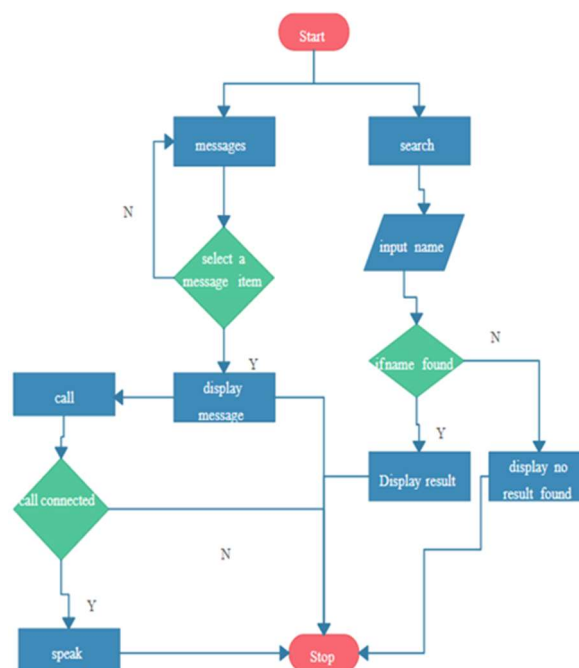 Start
messages
search
N
input name
select a
message item
if name found
N
Y
call
display
message
Y
Display result
display no
result found
call connected
N
Y
speak
Stop